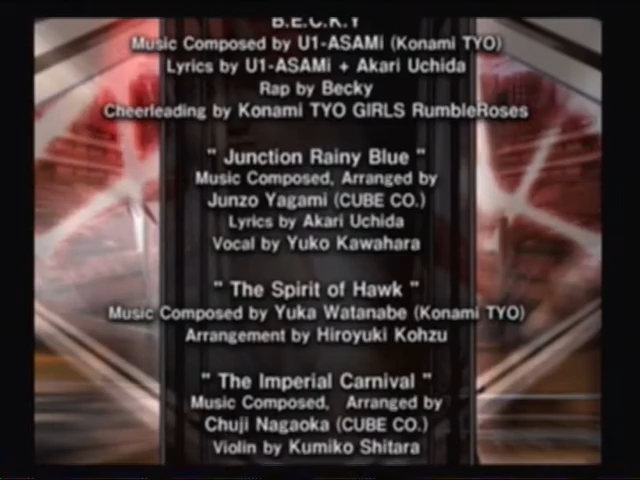 B.E.C.K.Y
Music Composed by U1-ASAMi (Konami TYO)
Lyrics by U1-ASAMi + Akari Uchida
Rap by Becky
Cheerleading by Konami TYO GIRLS RumbleRoses
" Junction Rainy Blue "
Music Composed, Arranged by
Junzo Yagami (CUBE CO.)
Lyrics by Akari Uchida
Vocal by Yuko Kawahara
" The Spirit of Hawk "
Music Composed by Yuka Watanabe (Konami TYO)
Arrangement by Hiroyuki Kohzu
" The Imperial Carnival "
Music Composed, Arranged by
Chuji Nagaoka (CUBE CO.)
Violin by Kumiko Shitara